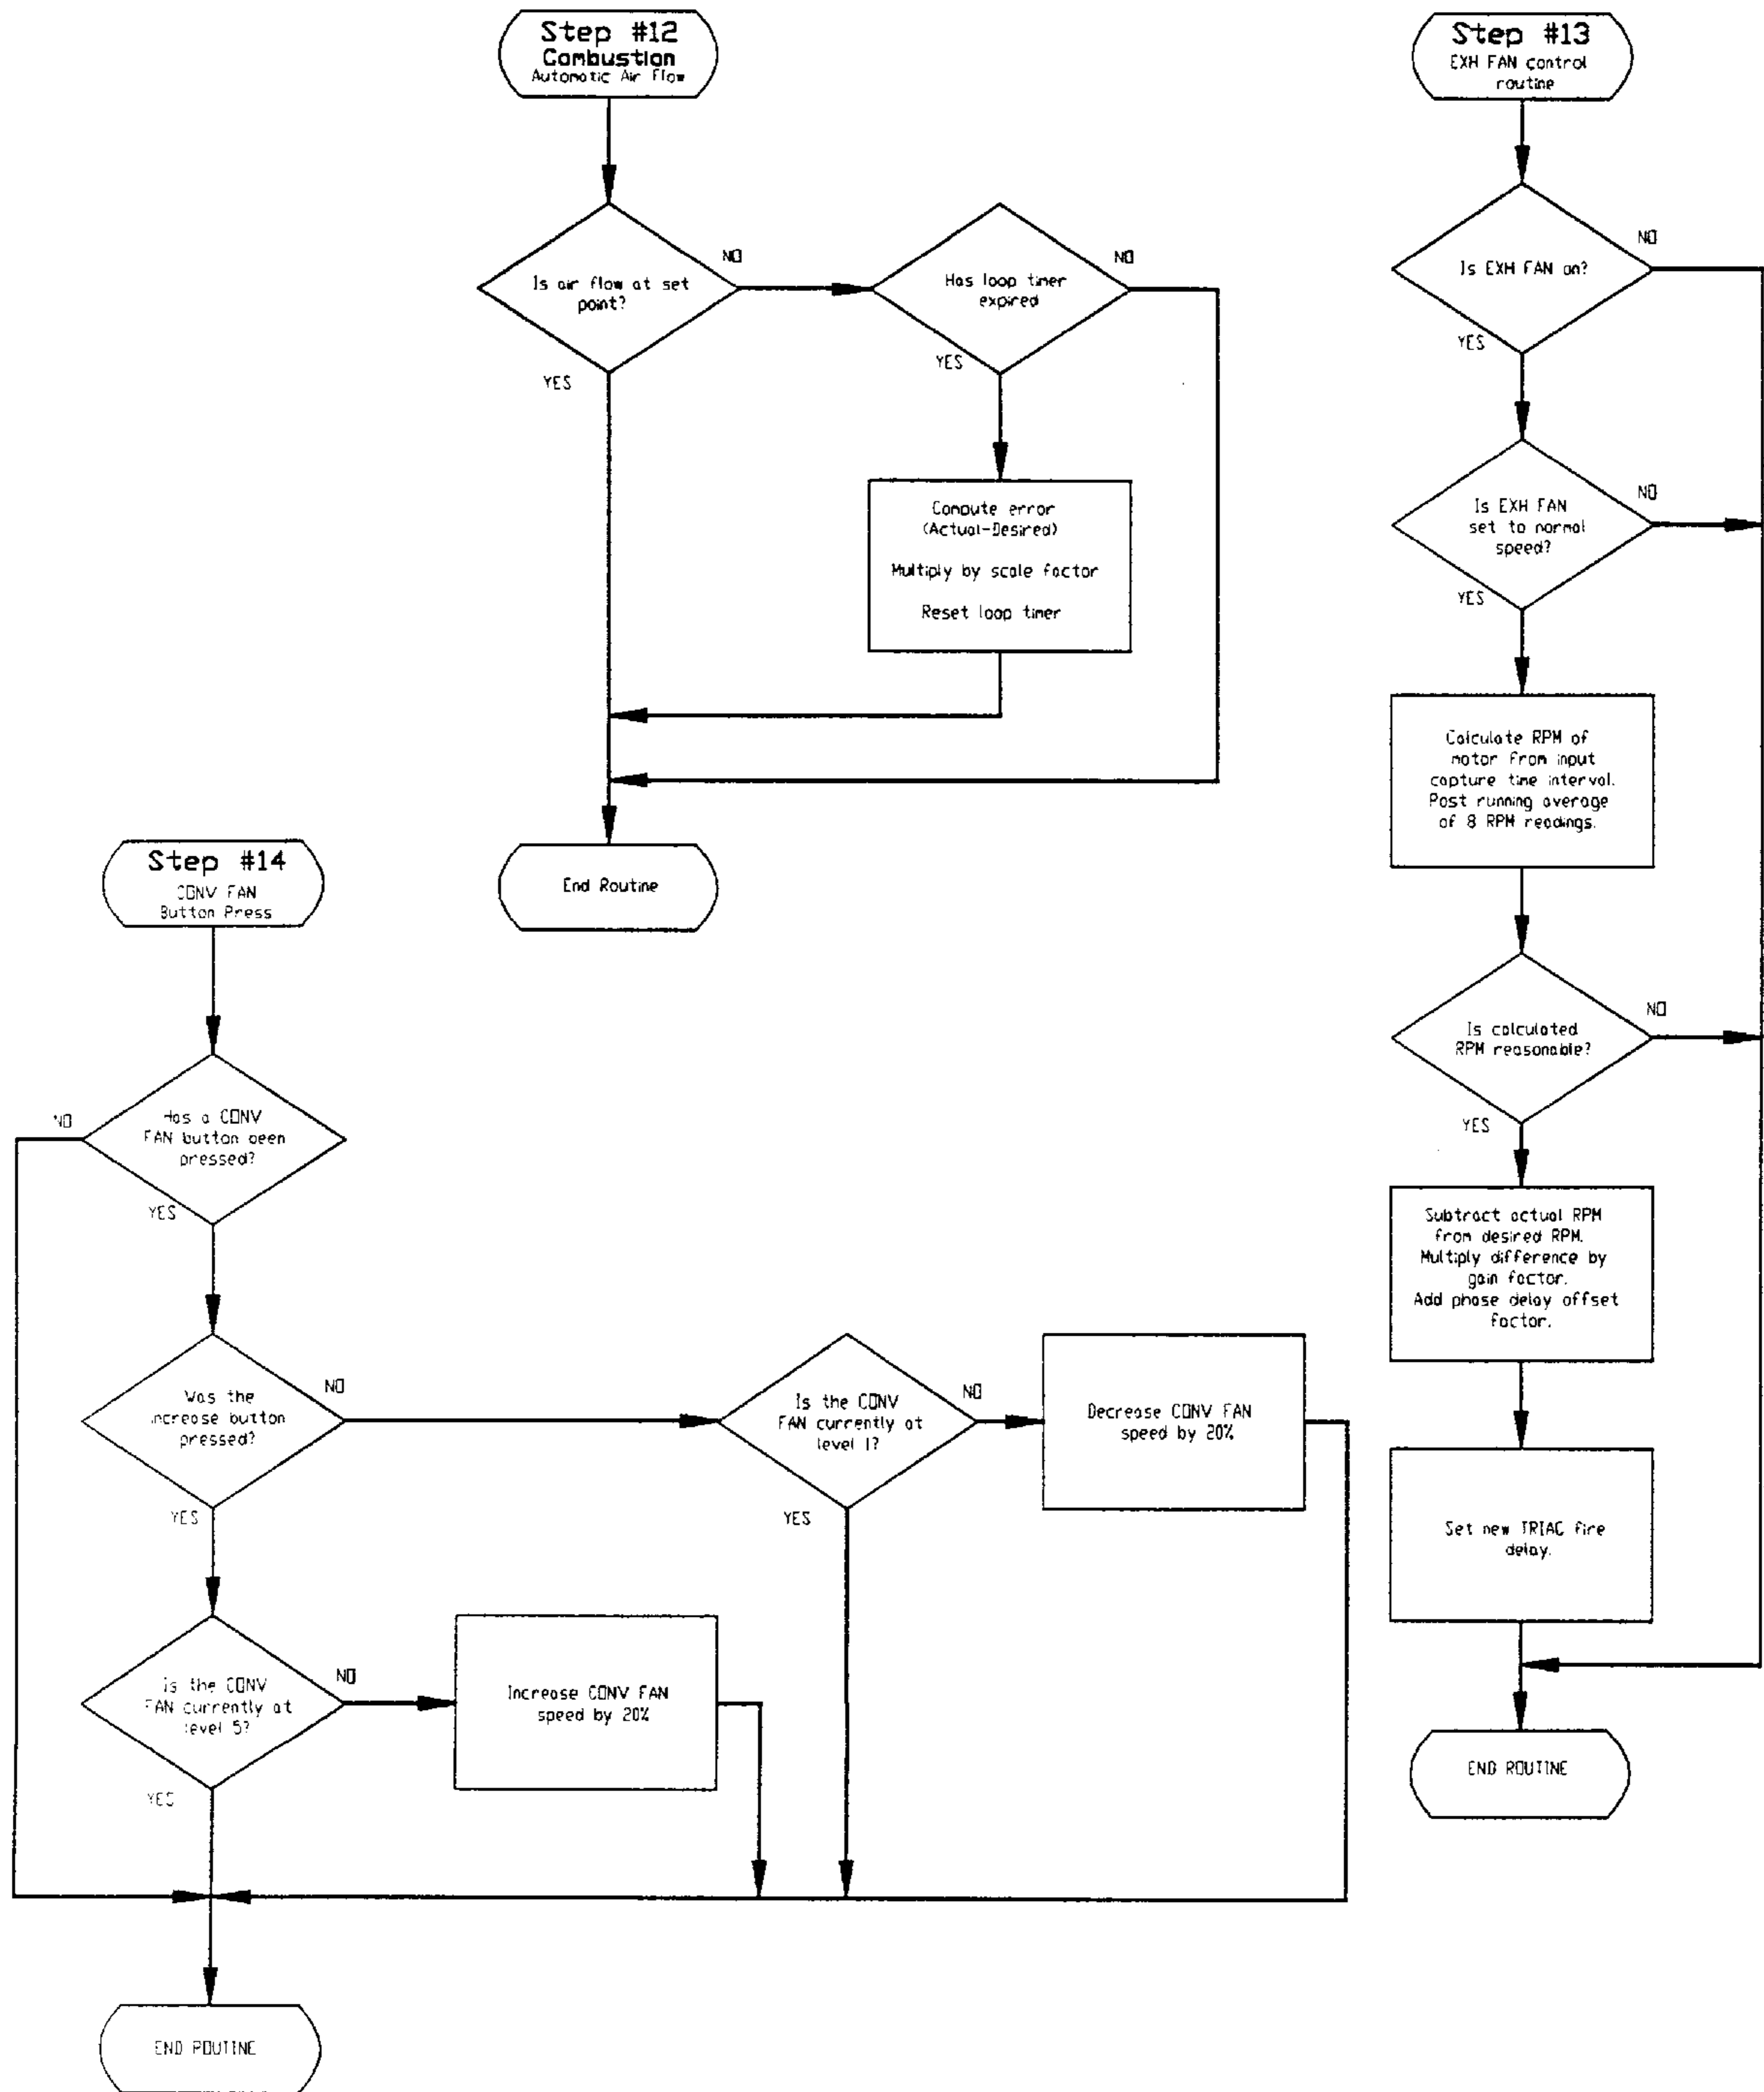 Step #12
Combustion
Automatic Air Flow
Is air flow at set
point?
NO
YES
Has loop timer
expired
NO
YES
Compute error
(Actual-Desired)
Multiply by scale factor
Reset loop timer
End Routine
Step #13
EXH FAN control
routine
Is EXH FAN on?
NO
YES
Is EXH FAN
set to normal
speed?
NO
YES
Calculate RPM of
motor from input
capture time interval.
Post running average
of 8 RPM readings.
Is calculated
RPM reasonable?
NO
YES
Subtract actual RPM
from desired RPM.
Multiply difference by
gain factor.
Add phase delay offset
factor.
Set new TRIAC fire
delay.
END ROUTINE
Step #14
CONV FAN
Button Press
Has a CONV
FAN button been
pressed?
NO
YES
Was the
increase button
pressed?
NO
YES
Is the CONV
FAN currently at
level 1?
NO
YES
Decrease CONV FAN
speed by 20%
Is the CONV
FAN currently at
level 5?
NO
YES
Increase CONV FAN
speed by 20%
END ROUTINE